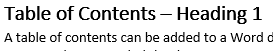 Table of Contents – Heading 1
A table of contents can be added to a Word d